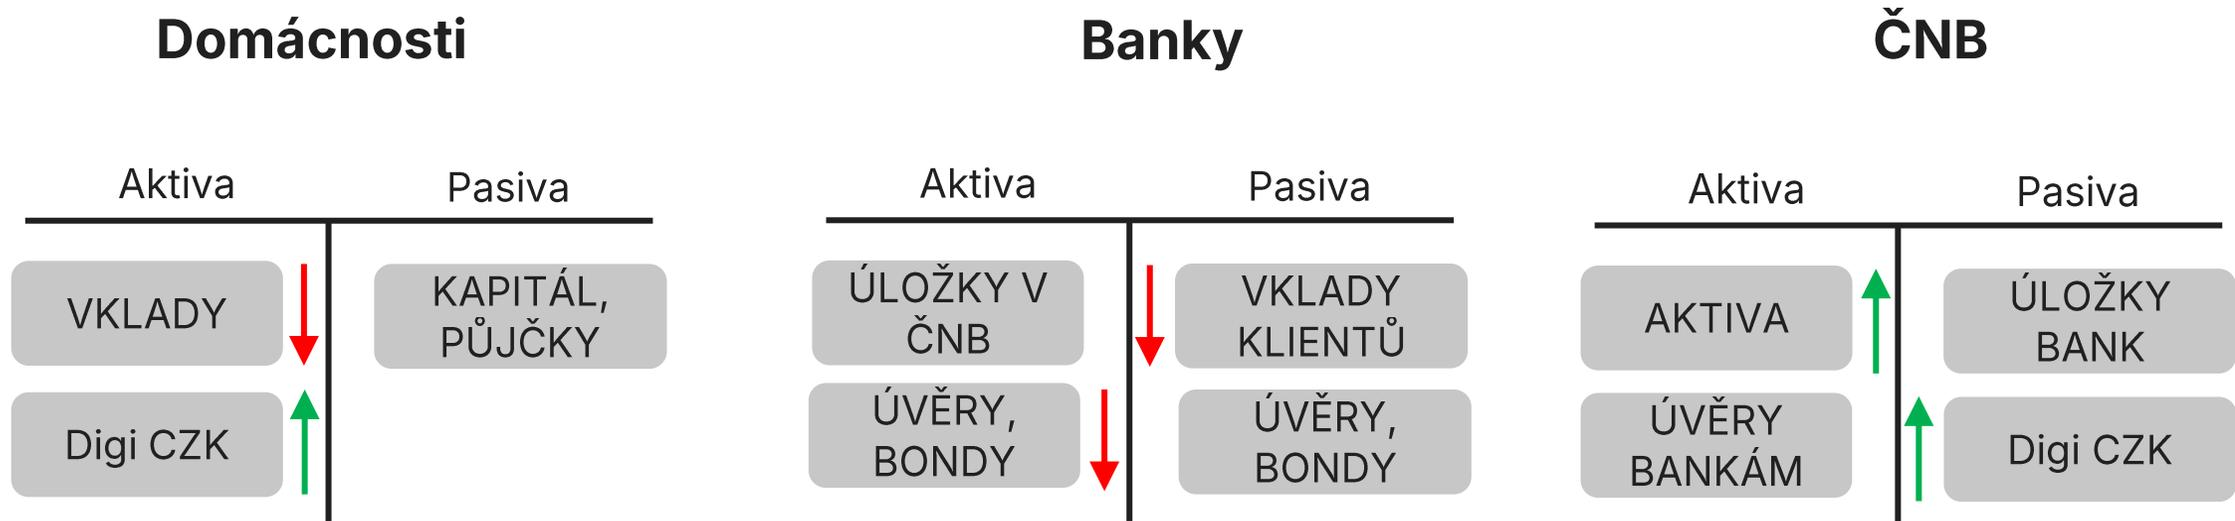 Domácnosti
Aktiva
Pasiva
VKLADY
KAPITÁL,
PŮJČKY
Digi CZK
Banky
Aktiva
Pasiva
ÚLOŽKY V
ČNB
VKLADY
KLIENTŮ
ÚVĚRY,
BONDY
ÚVĚRY,
BONDY
ČNB
Aktiva
Pasiva
AKTIVA
ÚLOŽKY
BANK
ÚVĚRY
BANKÁM
Digi CZK